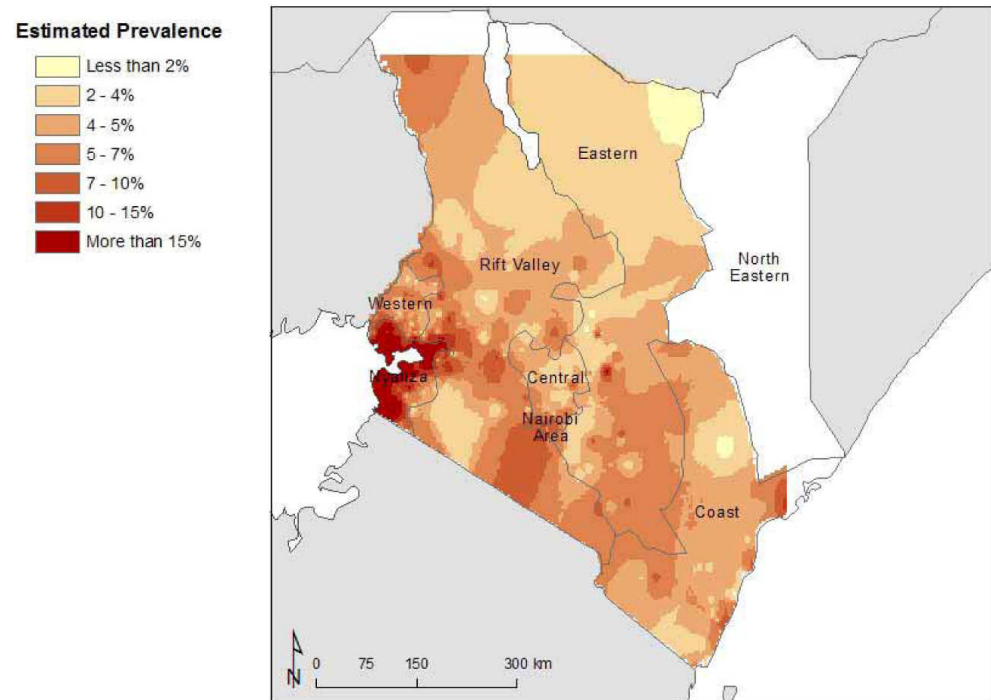 Estimated Prevalence
Less than 2%
2 - 4%
4 - 5%
5 - 7%
7 - 10%
10 - 15%
More than 15%
Eastern
North
Eastern
Rift Valley
Western
Nyanza
Central
Nairobi
Area
Coast
N
0 75 150 300 km